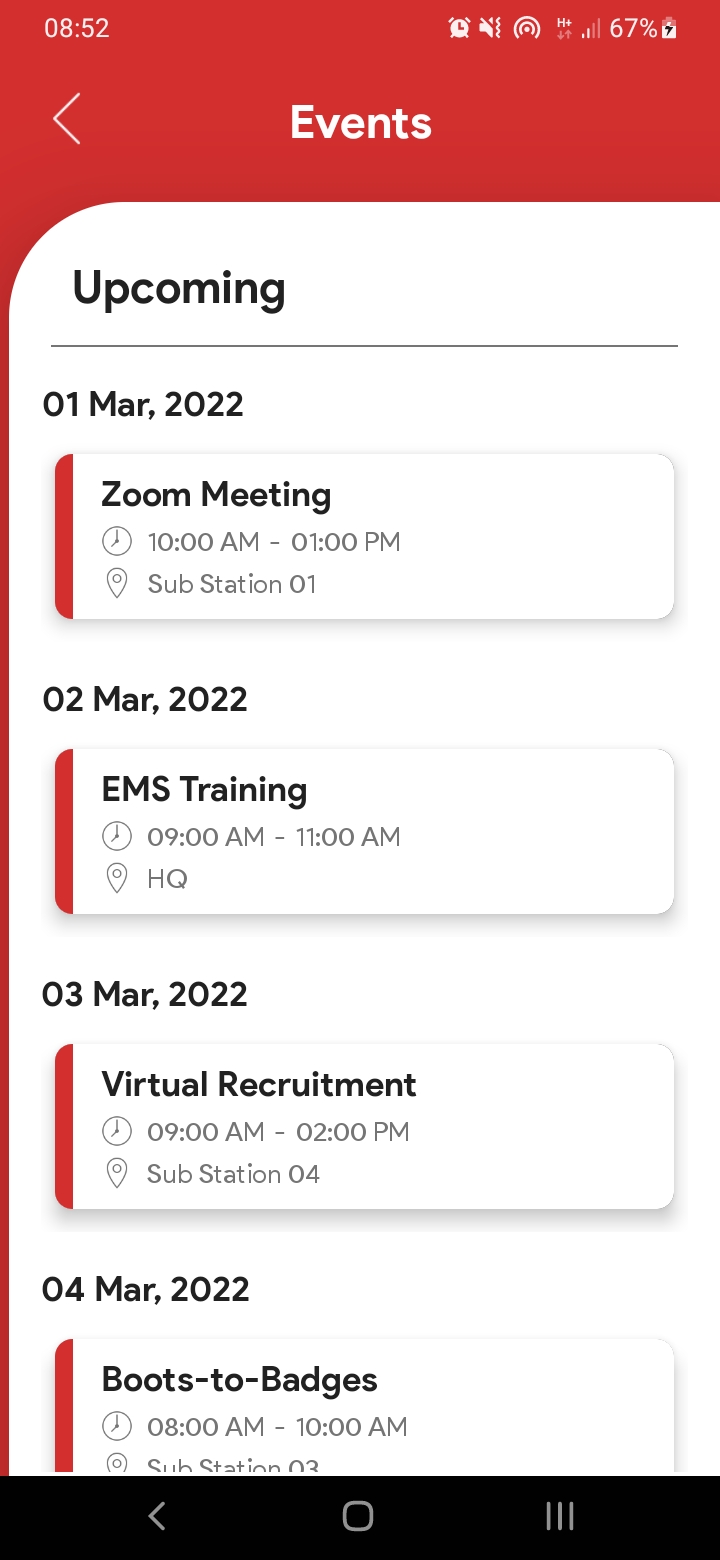 08:52
H+
67%
Events
Upcoming
01 Mar, 2022
Zoom Meeting
10:00 AM - 01:00 PM
Sub Station 01
02 Mar, 2022
EMS Training
09:00 AM - 11:00 AM
HQ
03 Mar, 2022
Virtual Recruitment
09:00 AM - 02:00 PM
Sub Station 04
04 Mar, 2022
Boots-to-Badges
08:00 AM - 10:00 AM
Sub Station 03